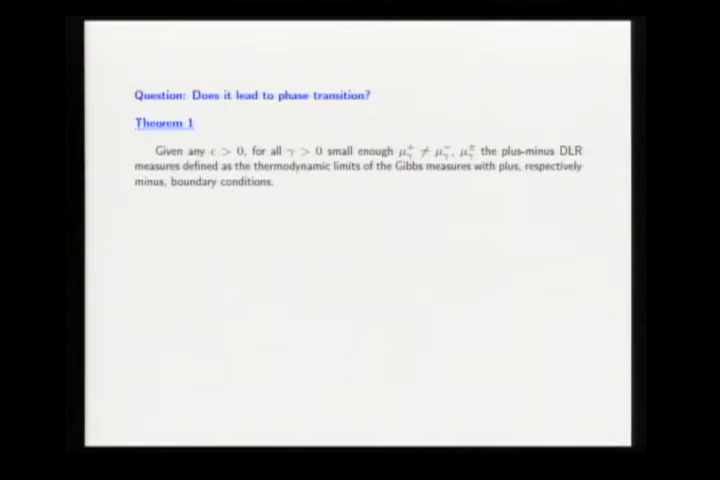 Question: Does it lead to phase transition?
Theorem 1
Given any ϵ > 0, for all γ > 0 small enough μ_γ^+ ≠ μ_γ^-, μ_γ^± the plus-minus DLR
measures defined as the thermodynamic limits of the Gibbs measures with plus, respectively
minus, boundary conditions.